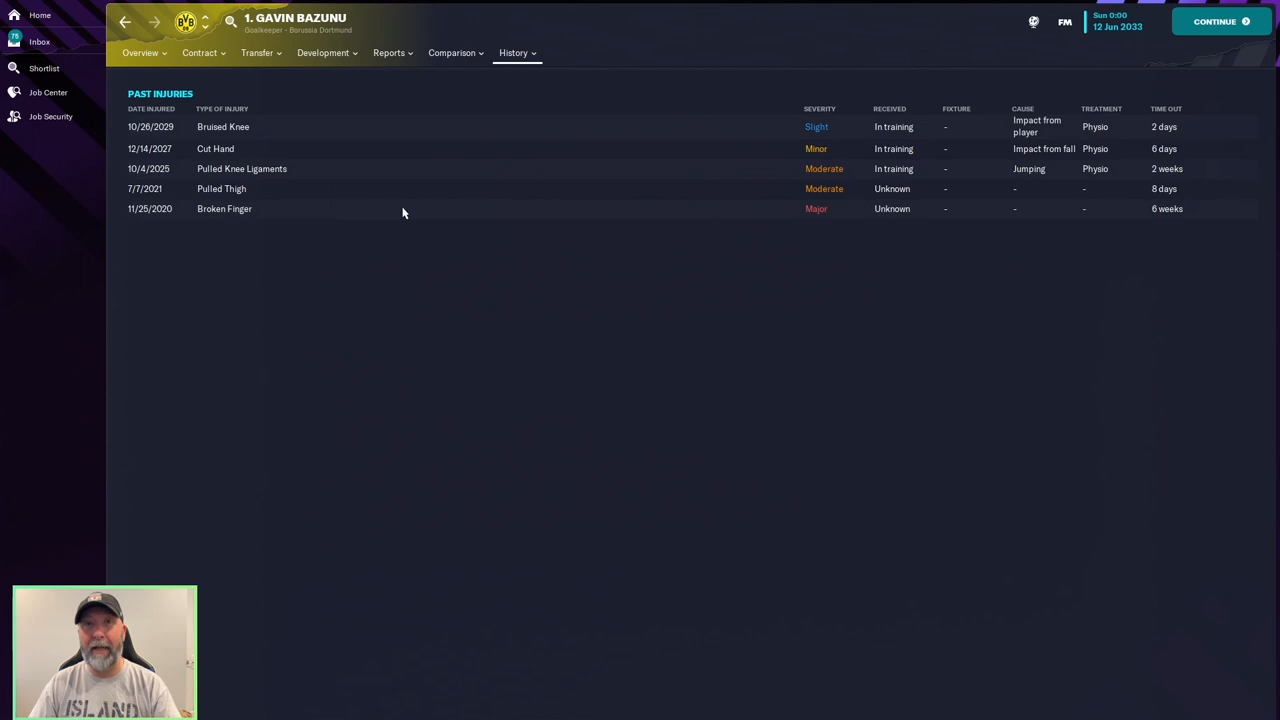 Home
75
Inbox
Shortlist
Job Center
Job Security
BVB
1. GAVIN BAZUNU
Goalkeeper - Borussia Dortmund
FM
Sun 0:00
12 Jun 2033
CONTINUE
Overview Contract Transfer Development Reports Comparison History
PAST INJURIES
DATE INJURED TYPE OF INJURY SEVERITY RECEIVED FIXTURE CAUSE TREATMENT TIME OUT
10/26/2029 Bruised Knee Slight In training - Impact from player Physio 2 days
12/14/2027 Cut Hand Minor In training - Impact from fall Physio 6 days
10/4/2025 Pulled Knee Ligaments Moderate In training - Jumping Physio 2 weeks
7/7/2021 Pulled Thigh Moderate Unknown - - - 8 days
11/25/2020 Broken Finger Major Unknown - - - 6 weeks
ISLAND